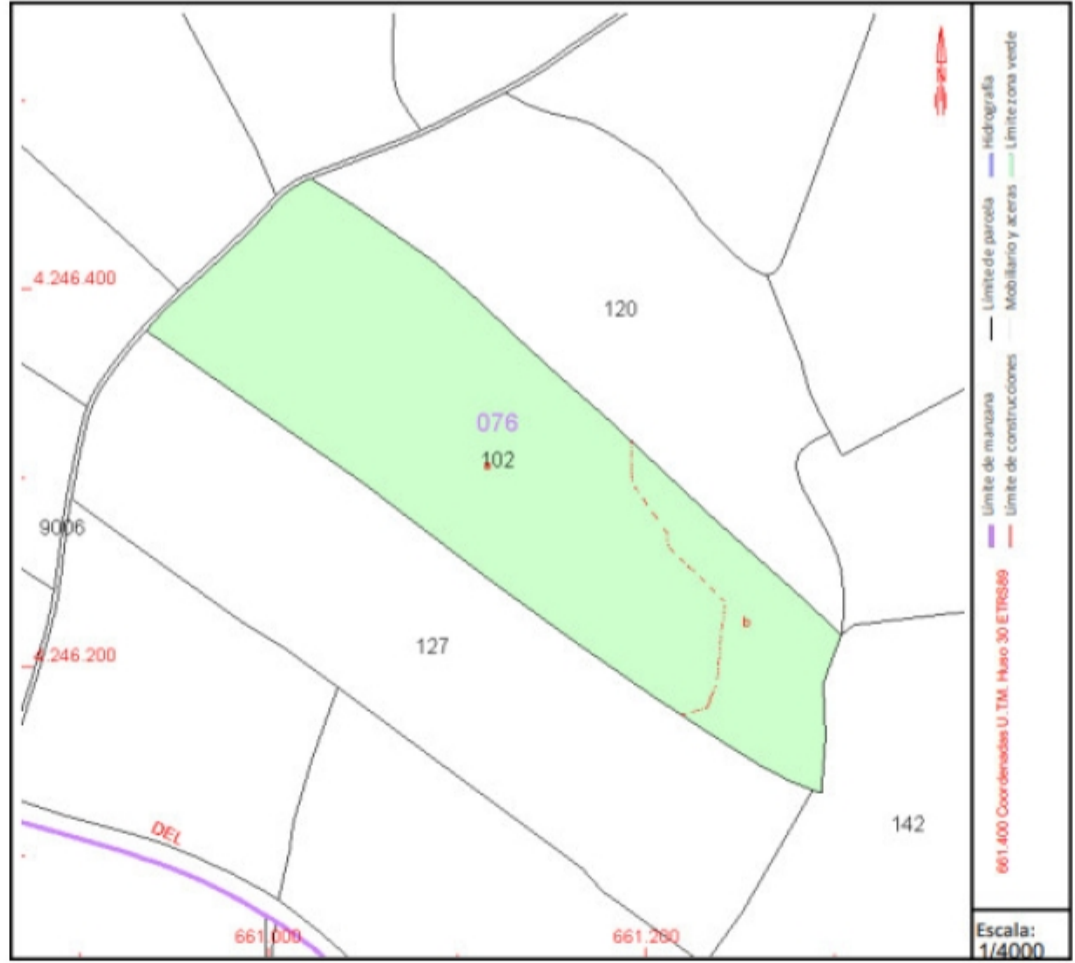 4.246.400
120
076
102
9006
b
4.246.200
127
DEL
142
661.000
661.200
Hidrografía
Límite zona verde
Límite de parcela
Mobiliario y aceras
Límite de manzana
Límite de construcciones
661.400 Coordenadas U.T.M. Huso 30 ETRS89
Escala:
1/4000